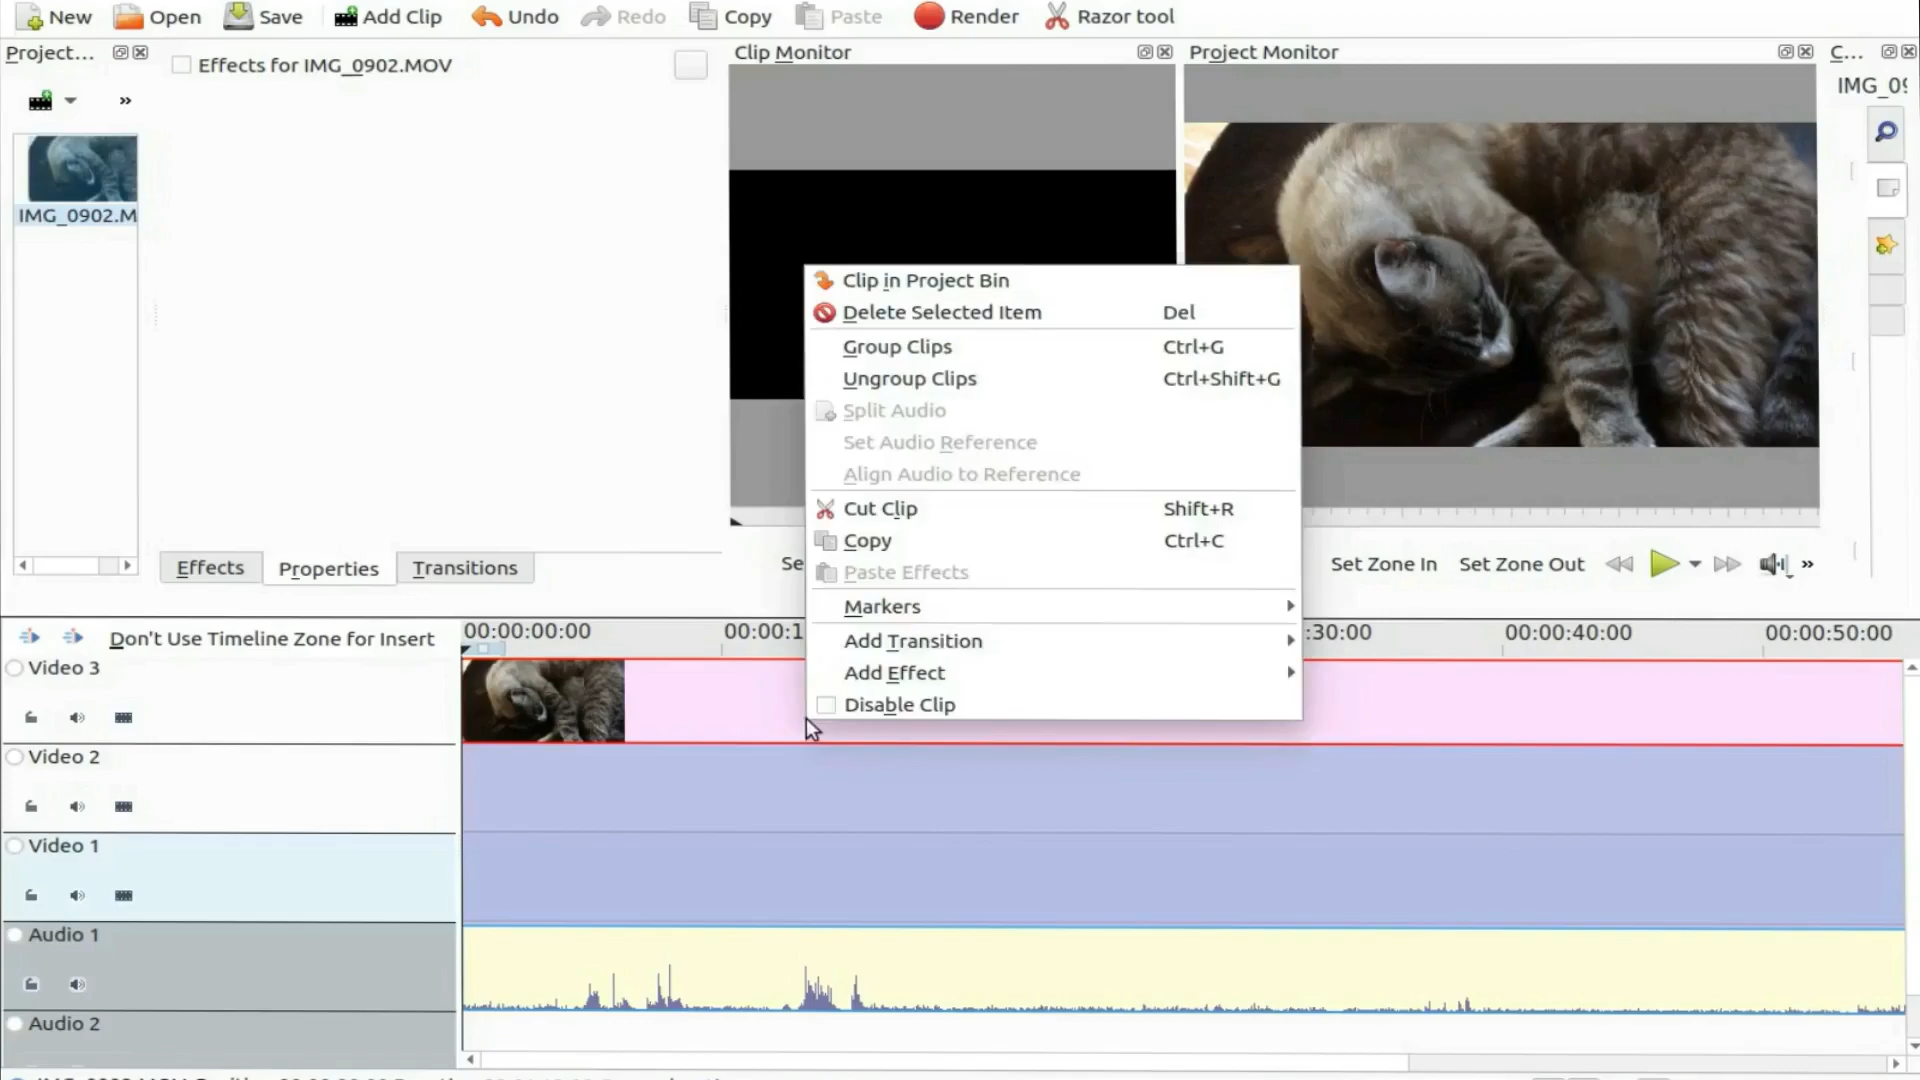 New Open Save Add Clip Undo Redo Copy Paste Render Razor tool
Project...
Effects for IMG_0902.MOV
Clip Monitor
Project Monitor
C...
IMG_09
»
IMG_0902.M
Effects Properties Transitions
Clip in Project Bin
Delete Selected Item Del
Group Clips Ctrl+G
Ungroup Clips Ctrl+Shift+G
Split Audio
Set Audio Reference
Align Audio to Reference
Cut Clip Shift+R
Copy Ctrl+C
Paste Effects
Markers
Add Transition
Add Effect
Disable Clip
Se
Set Zone In Set Zone Out »
Don't Use Timeline Zone for Insert
00:00:00:00 00:00:1 :30:00 00:00:40:00 00:00:50:00
Video 3
Video 2
Video 1
Audio 1
Audio 2